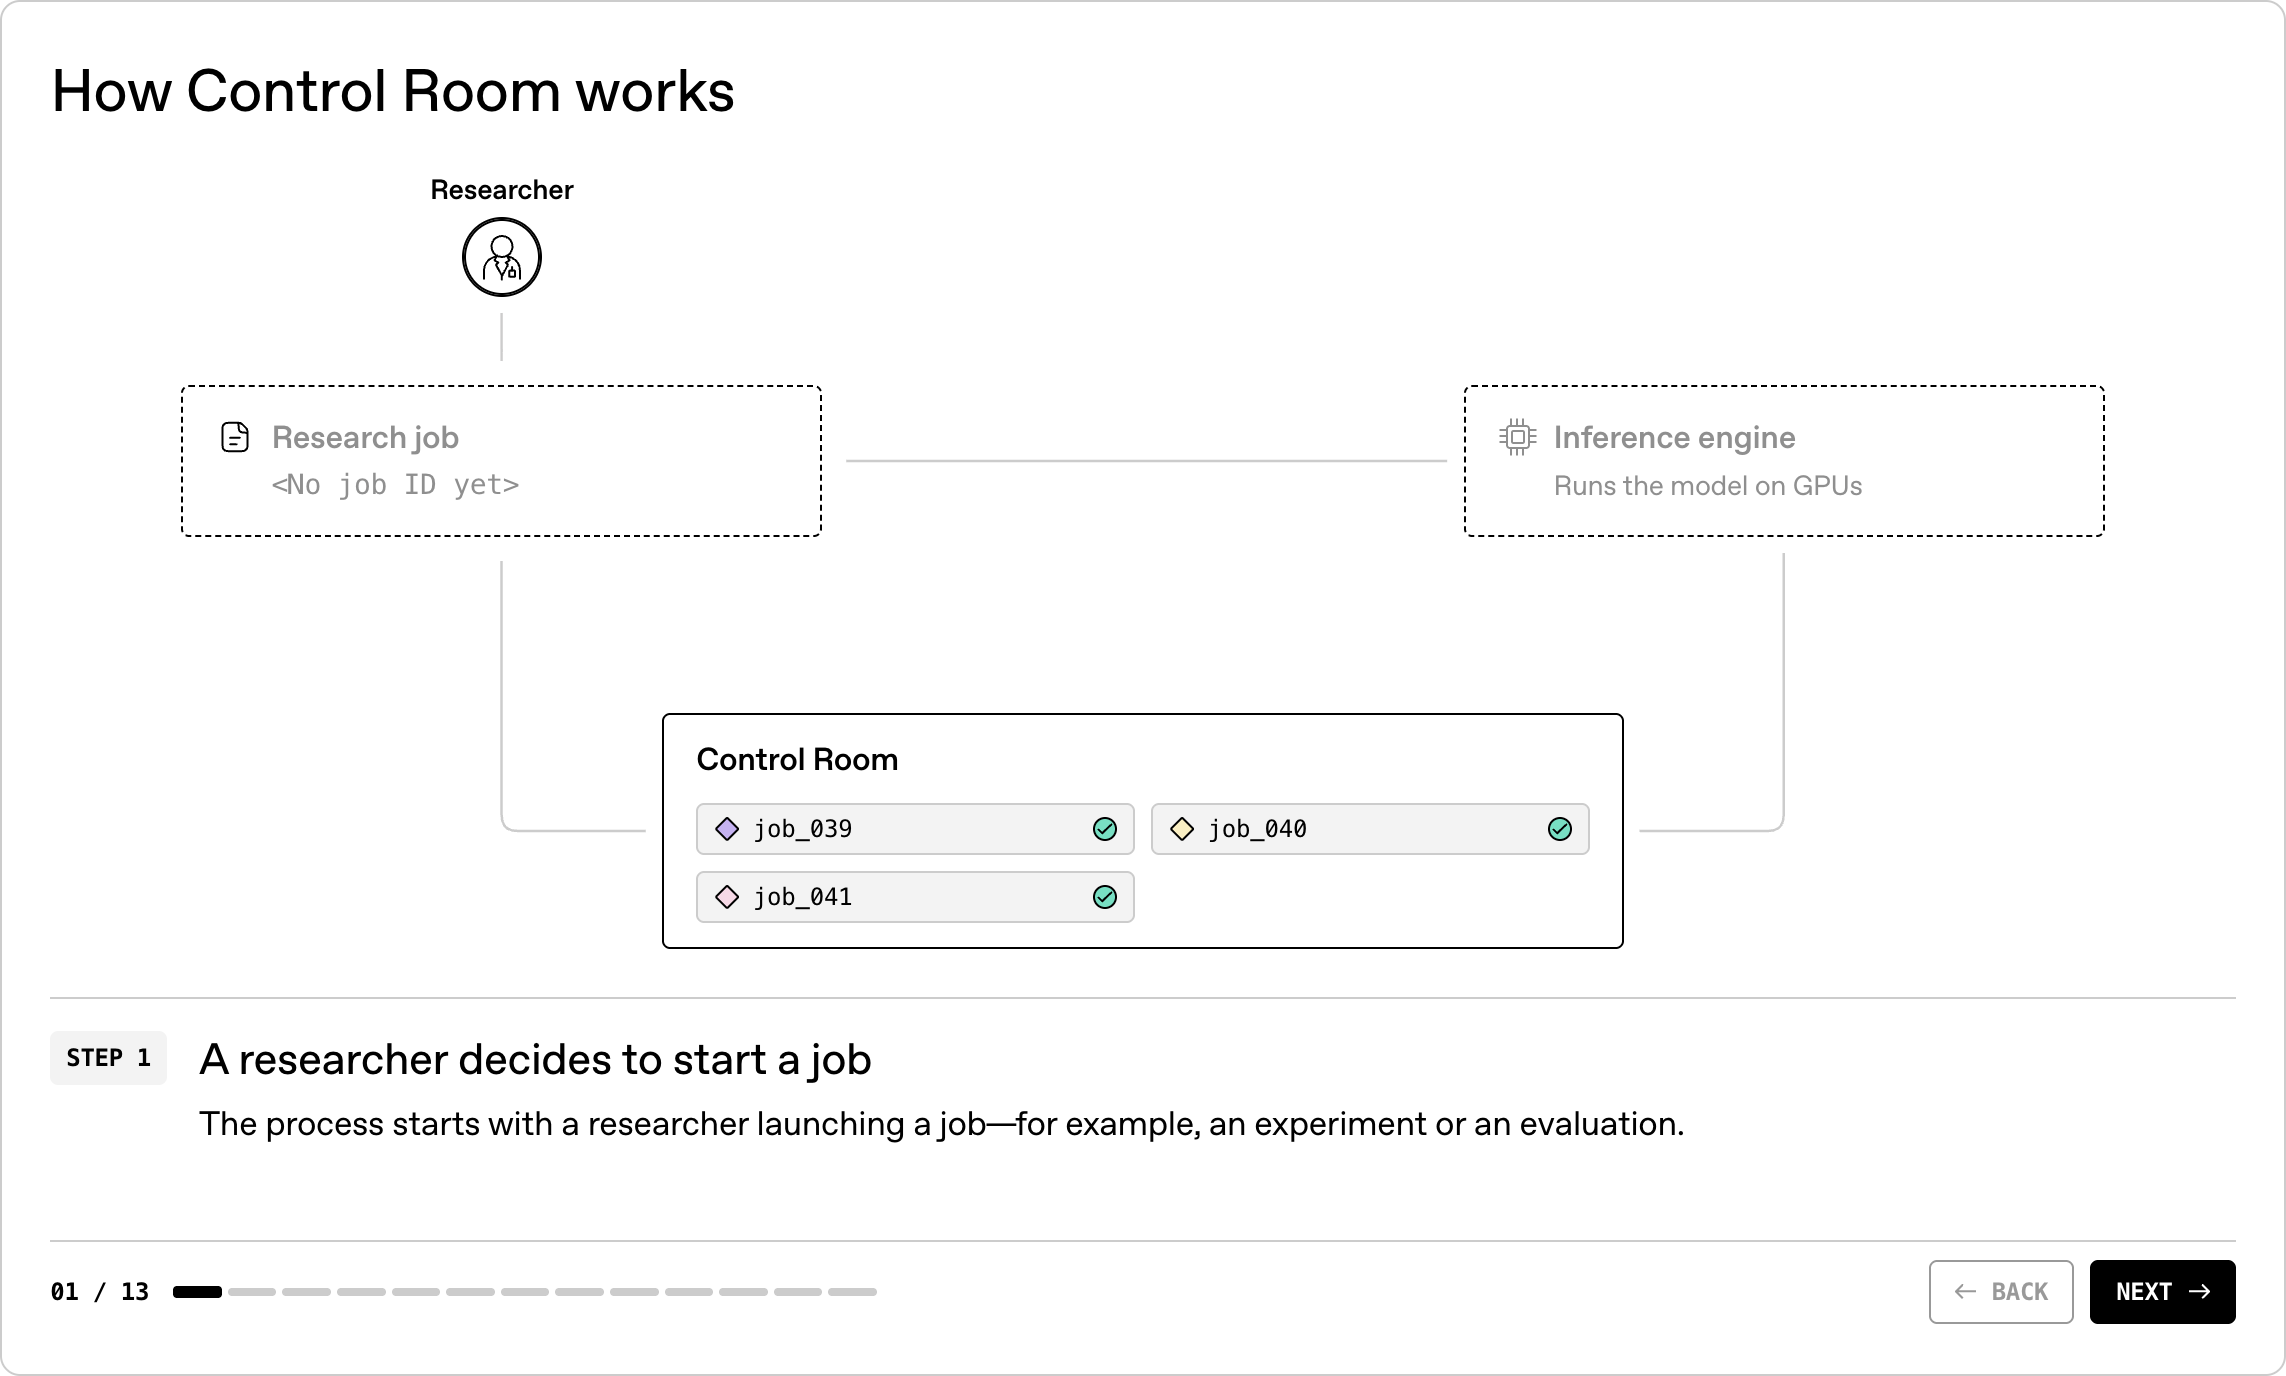 How Control Room works
Researcher
Research job
<No job ID yet>
Inference engine
Runs the model on GPUs
Control Room
job_039
job_040
job_041
STEP 1
A researcher decides to start a job
The process starts with a researcher launching a job—for example, an experiment or an evaluation.
01 / 13
← BACK
NEXT →